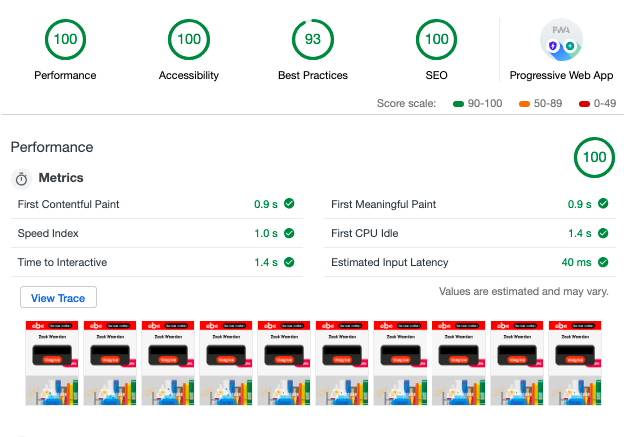 100
100
93
100
PWA
Performance
Accessibility
Best Practices
SEO
Progressive Web App
Score scale:
90-100
50-89
0-49
Performance
100
Metrics
First Contentful Paint
0.9 s
First Meaningful Paint
0.9 s
Speed Index
1.0 s
First CPU Idle
1.4 s
Time to Interactive
1.4 s
Estimated Input Latency
40 ms
View Trace
Values are estimated and may vary.